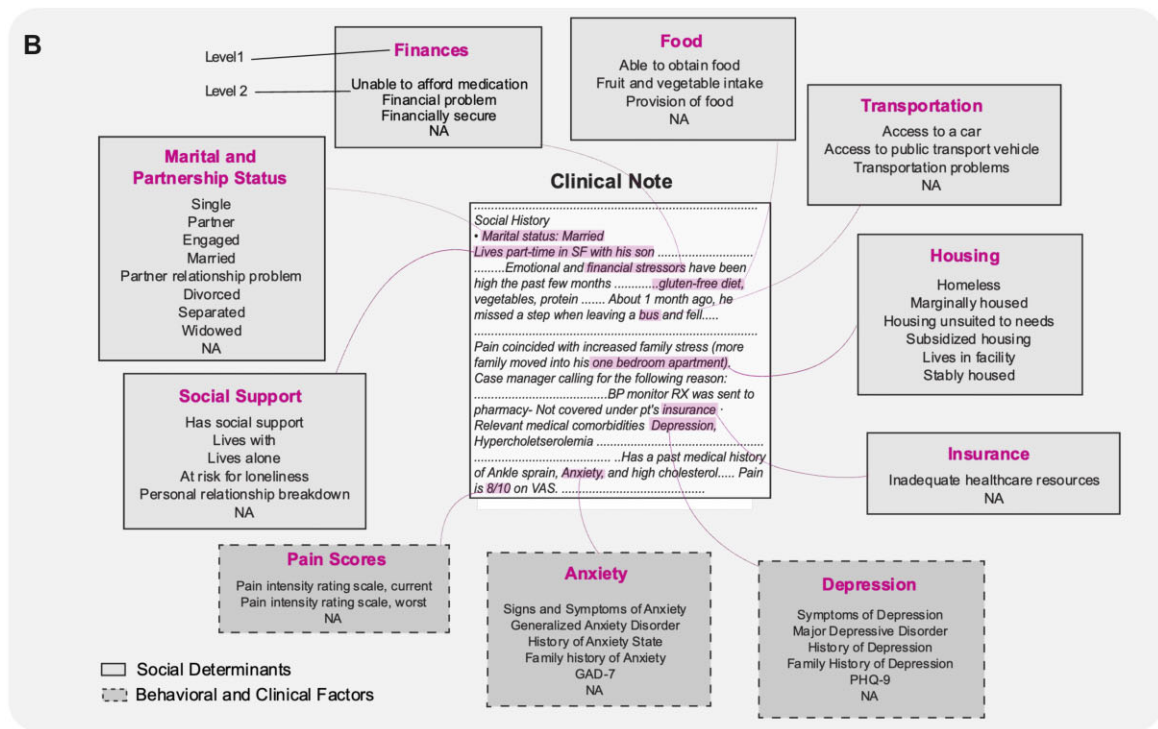 B
Level1
Level 2
Finances
Unable to afford medication
Financial problem
Financially secure
NA
Food
Able to obtain food
Fruit and vegetable intake
Provision of food
NA
Transportation
Access to a car
Access to public transport vehicle
Transportation problems
NA
Marital and
Partnership Status
Single
Partner
Engaged
Married
Partner relationship problem
Divorced
Separated
Widowed
NA
Clinical Note
....................................................................................
Social History
• Marital status: Married
Lives part-time in SF with his son ............................
.........Emotional and financial stressors have been
high the past few months .............gluten-free diet,
vegetables, protein ....... About 1 month ago, he
missed a step when leaving a bus and fell.....
....................................................................................
Pain coincided with increased family stress (more
family moved into his one bedroom apartment).
Case manager calling for the following reason:
.......................................BP monitor RX was sent to
pharmacy- Not covered under pt's insurance ·
Relevant medical comorbidities Depression,
Hypercholetserolemia .................................................
............................................ ..Has a past medical history
of Ankle sprain, Anxiety, and high cholesterol..... Pain
is 8/10 on VAS. ..........................................
Housing
Homeless
Marginally housed
Housing unsuited to needs
Subsidized housing
Lives in facility
Stably housed
Social Support
Has social support
Lives with
Lives alone
At risk for loneliness
Personal relationship breakdown
NA
Insurance
Inadequate healthcare resources
NA
Pain Scores
Pain intensity rating scale, current
Pain intensity rating scale, worst
NA
Anxiety
Signs and Symptoms of Anxiety
Generalized Anxiety Disorder
History of Anxiety State
Family history of Anxiety
GAD-7
NA
Depression
Symptoms of Depression
Major Depressive Disorder
History of Depression
Family History of Depression
PHQ-9
NA
Social Determinants
Behavioral and Clinical Factors